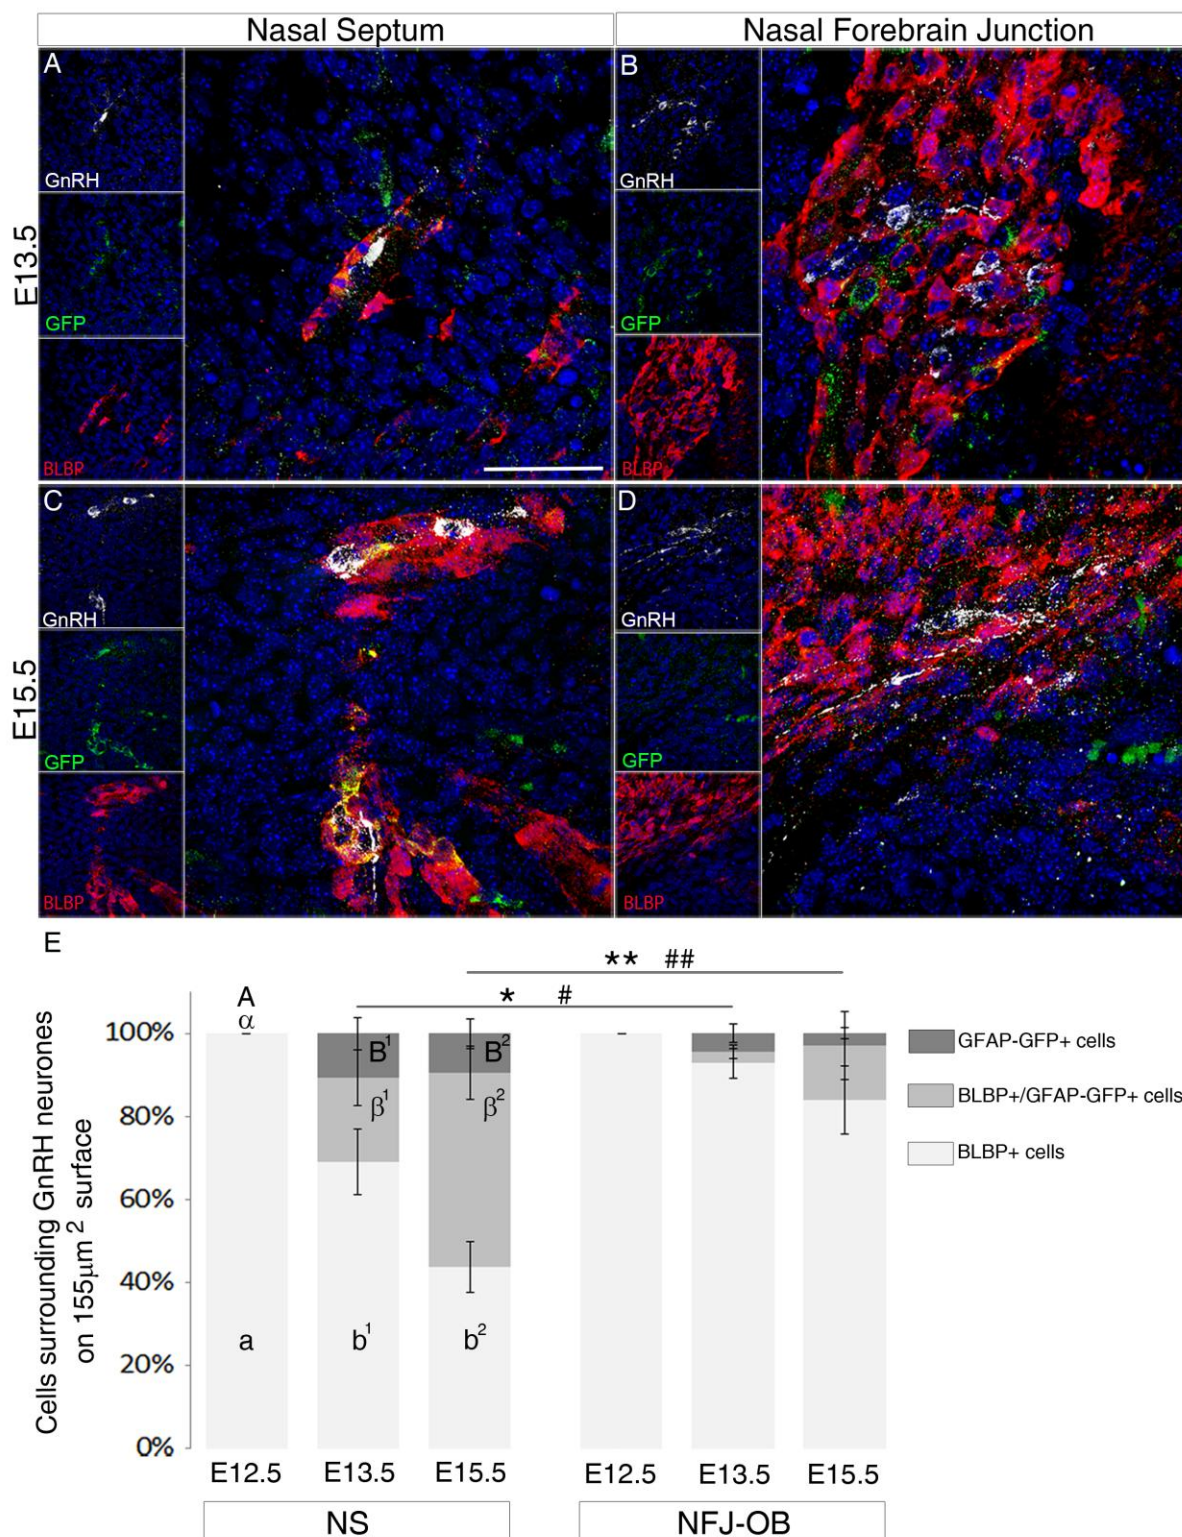 Nasal Septum
Nasal Forebrain Junction
E13.5
A
GnRH
GFP
BLBP
B
GnRH
GFP
BLBP
E15.5
C
GnRH
GFP
BLBP
D
GnRH
GFP
BLBP
E
** ##
* #
A
α
B¹
B²
β¹
β²
a
b¹
b²
Cells surrounding GnRH neurones
on 155μm² surface
100%
80%
60%
40%
20%
0%
E12.5 E13.5 E15.5 E12.5 E13.5 E15.5
NS NFJ-OB
GFAP-GFP+ cells
BLBP+/GFAP-GFP+ cells
BLBP+ cells